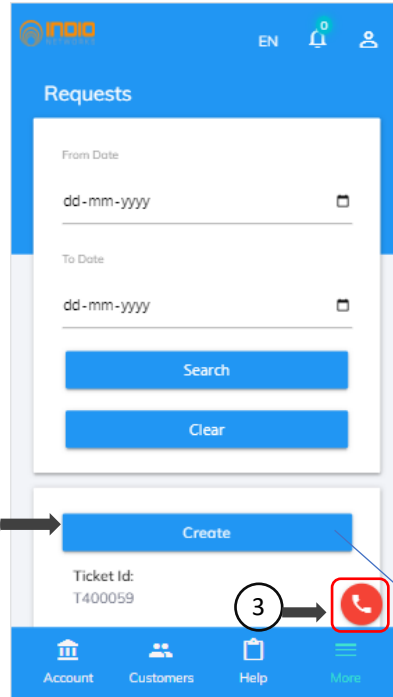 INDIO
NETWORKS
EN
0
Requests
From Date
dd-mm-yyyy
To Date
dd-mm-yyyy
Search
Clear
Create
Ticket Id:
T400059
3
Account Customers Help More